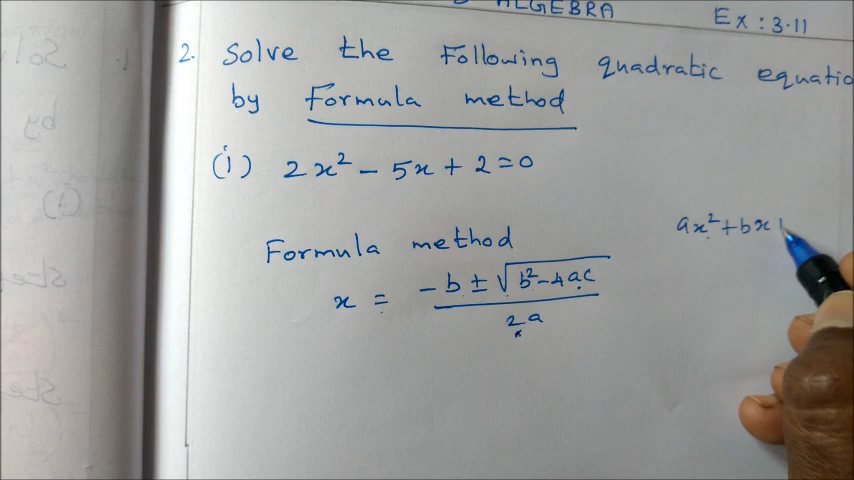 ALGEBRA
Ex : 3.11
2. Solve the Following quadratic equatio
by Formula method
(i) 2x² - 5x + 2 = 0
Formula method
ax² + bx
x = -b ± √b² - 4ac / 2a